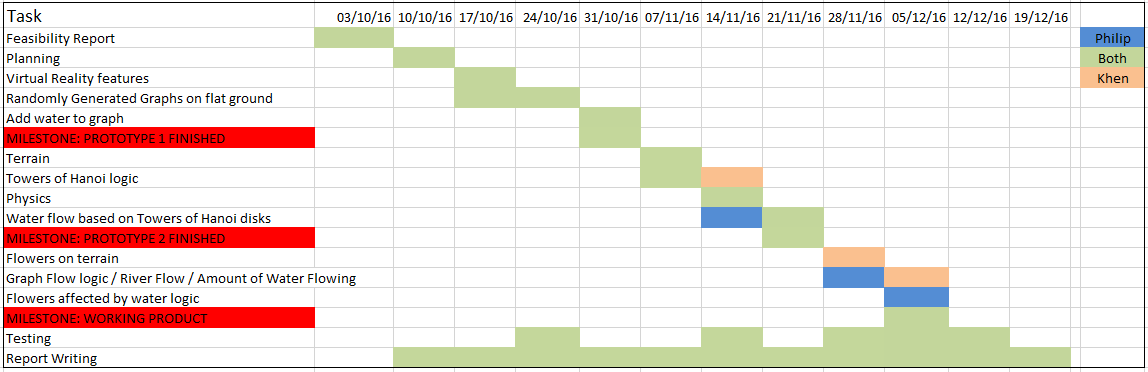 Task 03/10/16 10/10/16 17/10/16 24/10/16 31/10/16 07/11/16 14/11/16 21/11/16 28/11/16 05/12/16 12/12/16 19/12/16
Feasibility Report Philip
Planning Both
Virtual Reality features Khen
Randomly Generated Graphs on flat ground
Add water to graph
MILESTONE: PROTOTYPE 1 FINISHED
Terrain
Towers of Hanoi logic
Physics
Water flow based on Towers of Hanoi disks
MILESTONE: PROTOTYPE 2 FINISHED
Flowers on terrain
Graph Flow logic / River Flow / Amount of Water Flowing
Flowers affected by water logic
MILESTONE: WORKING PRODUCT
Testing
Report Writing